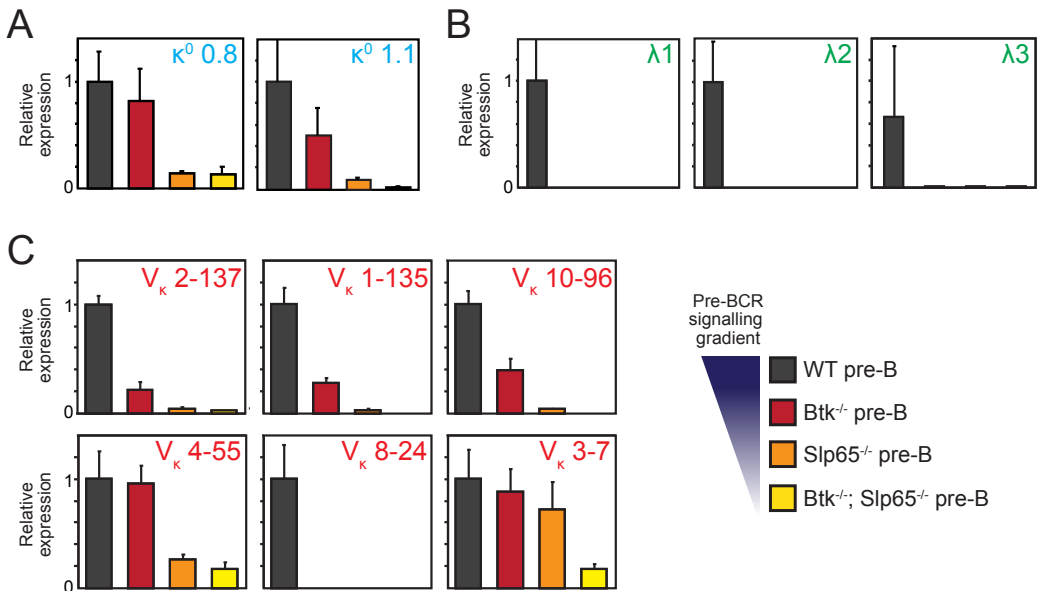 A
κ⁰ 0.8
κ⁰ 1.1
Relative
expression
1
0
B
λ1
λ2
λ3
Relative
expression
1
0
C
Vκ 2-137
Vκ 1-135
Vκ 10-96
Relative
expression
1
0
Vκ 4-55
Vκ 8-24
Vκ 3-7
Relative
expression
1
0
Pre-BCR
signalling
gradient
WT pre-B
Btk⁻/⁻ pre-B
Slp65⁻/⁻ pre-B
Btk⁻/⁻; Slp65⁻/⁻ pre-B